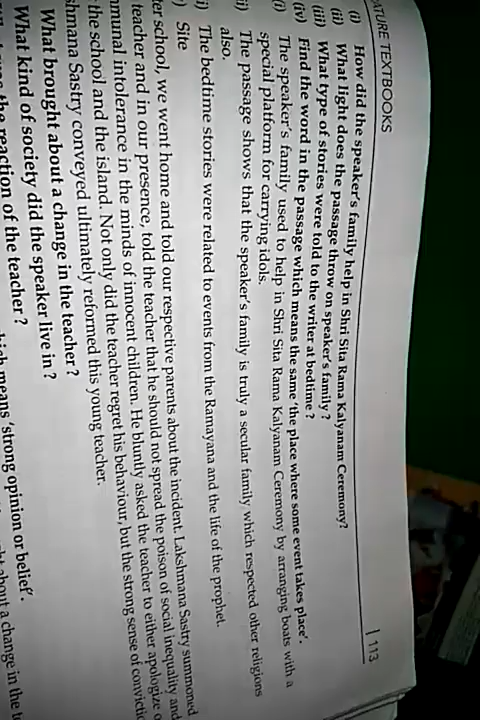 ATURE TEXTBOOKS
113
(i) How did the speaker's family help in Shri Sita Rama Kalyanam Ceremony?
(ii) What light does the passage throw on speaker's family ?
(iii) What type of stories were told to the writer at bedtime ?
(iv) Find the word in the passage which means the same 'the place where some event takes place'.
(i) The speaker's family used to help in Shri Sita Rama Kalyanam Ceremony by arranging boats with a
special platform for carrying idols.
ii) The passage shows that the speaker's family is truly a secular family which respected other religions
also.
i) The bedtime stories were related to events from the Ramayana and the life of the prophet.
) Site
ter school, we went home and told our respective parents about the incident. Lakshmana Sastry summoned
teacher and in our presence, told the teacher that he should not spread the poison of social inequality and
mmunal intolerance in the minds of innocent children. He bluntly asked the teacher to either apologize o
the school and the island. Not only did the teacher regret his behaviour, but the strong sense of convictio
shmana Sastry conveyed ultimately reformed this young teacher.
What brought about a change in the teacher ?
What kind of society did the speaker live in ?
the reaction of the teacher ?
means 'strong opinion or belief'.
about a change in the t